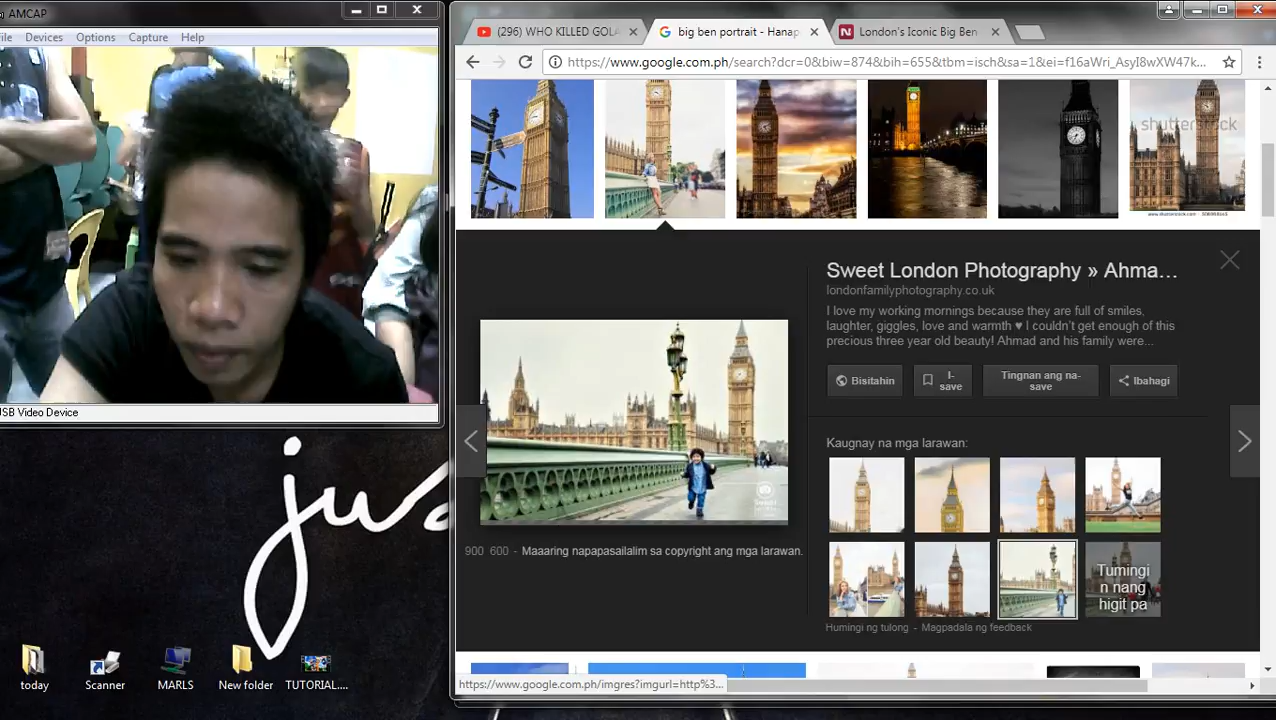 AMCAP
ile Devices Options Capture Help
(296) WHO KILLED GOLA
big ben portrait - Hanap
London's Iconic Big Ben
https://www.google.com.ph/search?dcr=0&biw=874&bih=655&tbm=isch&sa=1&ei=f16aWri_AsyI8wXW47k...
shutterstock
Sweet London Photography » Ahma...
londonfamilyphotography.co.uk
I love my working mornings because they are full of smiles,
laughter, giggles, love and warmth ♥ I couldn't get enough of this
precious three year old beauty! Ahmad and his family were...
Bisitahin
I-save
Tingnan ang na-save
Ibahagi
Kaugnay na mga larawan:
900 600 - Maaaring napapasailalim sa copyright ang mga larawan.
Tumingi
n nang
higit pa
Humingi ng tulong - Magpadala ng feedback
https://www.google.com.ph/imgres?imgurl=http%3...
USB Video Device
jus
today
Scanner
MARLS
New folder
TUTORIAL....